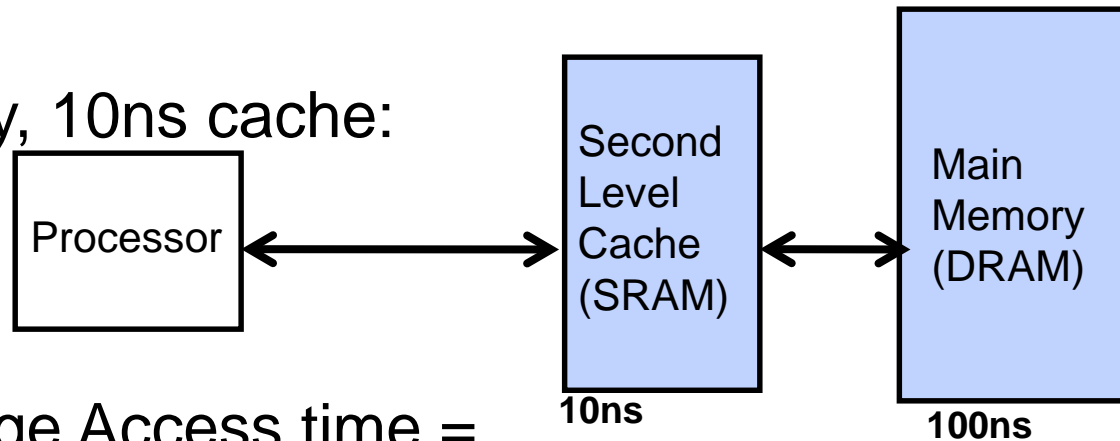 y, 10ns cache:
Processor
Second
Level
Cache
(SRAM)
Main
Memory
(DRAM)
10ns
100ns
ge Access time =